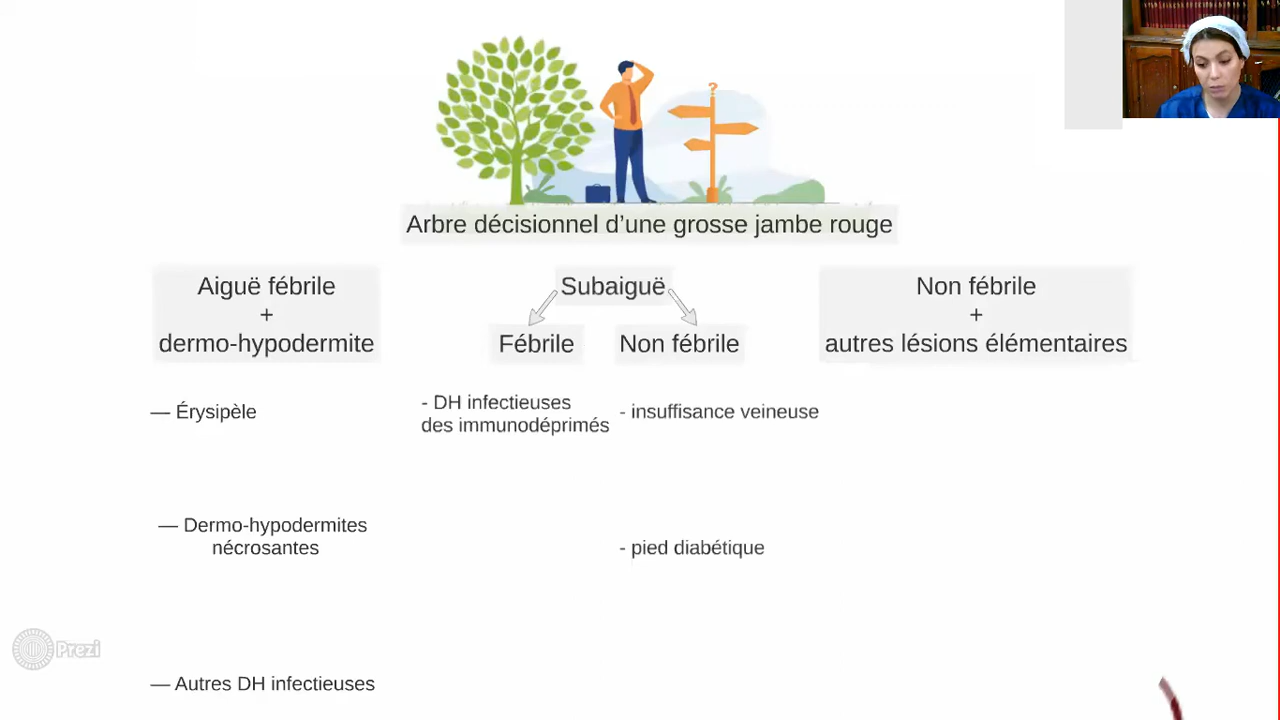 ?
Arbre décisionnel d’une grosse jambe rouge
Aiguë fébrile
+
dermo-hypodermite
Subaiguë
Fébrile
Non fébrile
Non fébrile
+
autres lésions élémentaires
— Érysipèle
- DH infectieuses
des immunodéprimés
- insuffisance veineuse
— Dermo-hypodermites
nécrosantes
- pied diabétique
Prezi
— Autres DH infectieuses